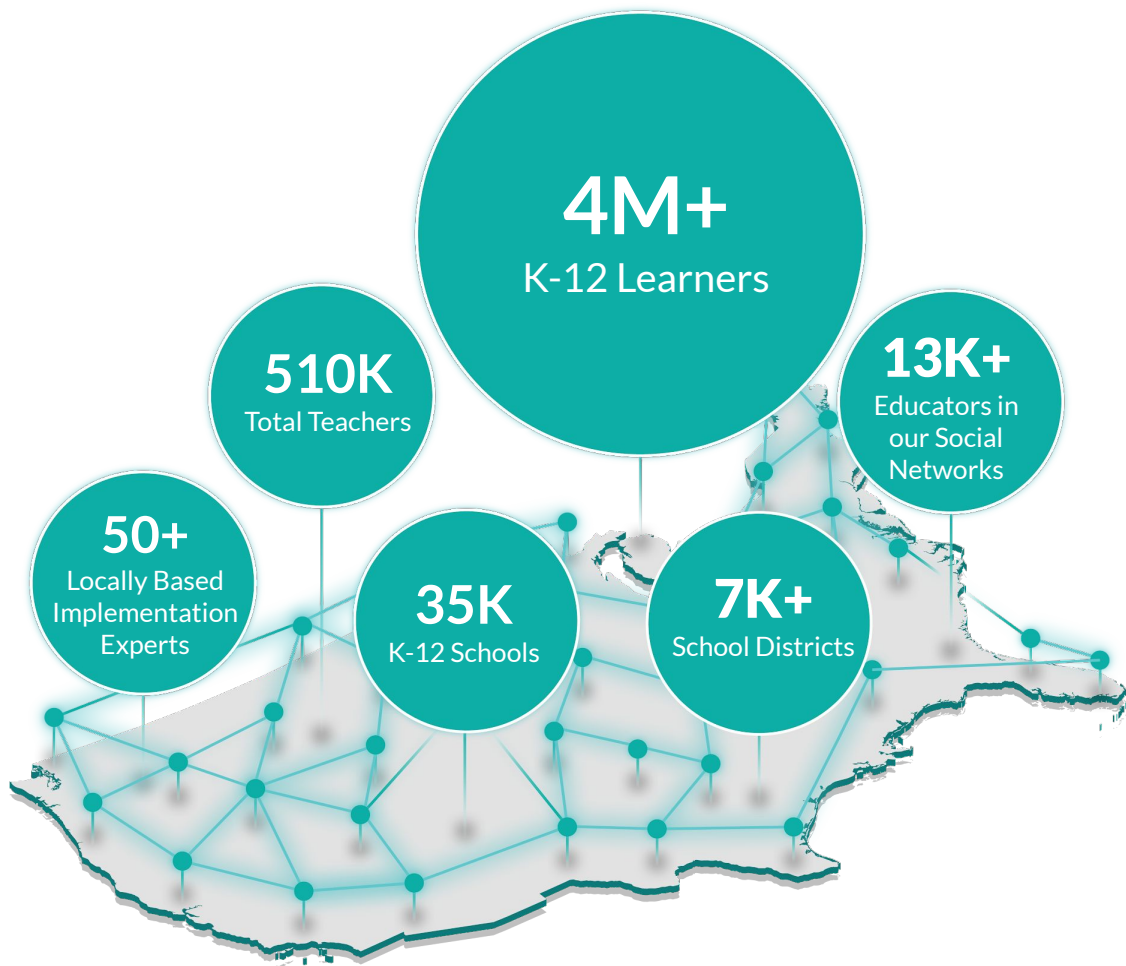 4M+
K-12 Learners
510K
Total Teachers
13K+
Educators in
our Social
Networks
50+
Locally Based
Implementation
Experts
35K
K-12 Schools
7K+
School Districts